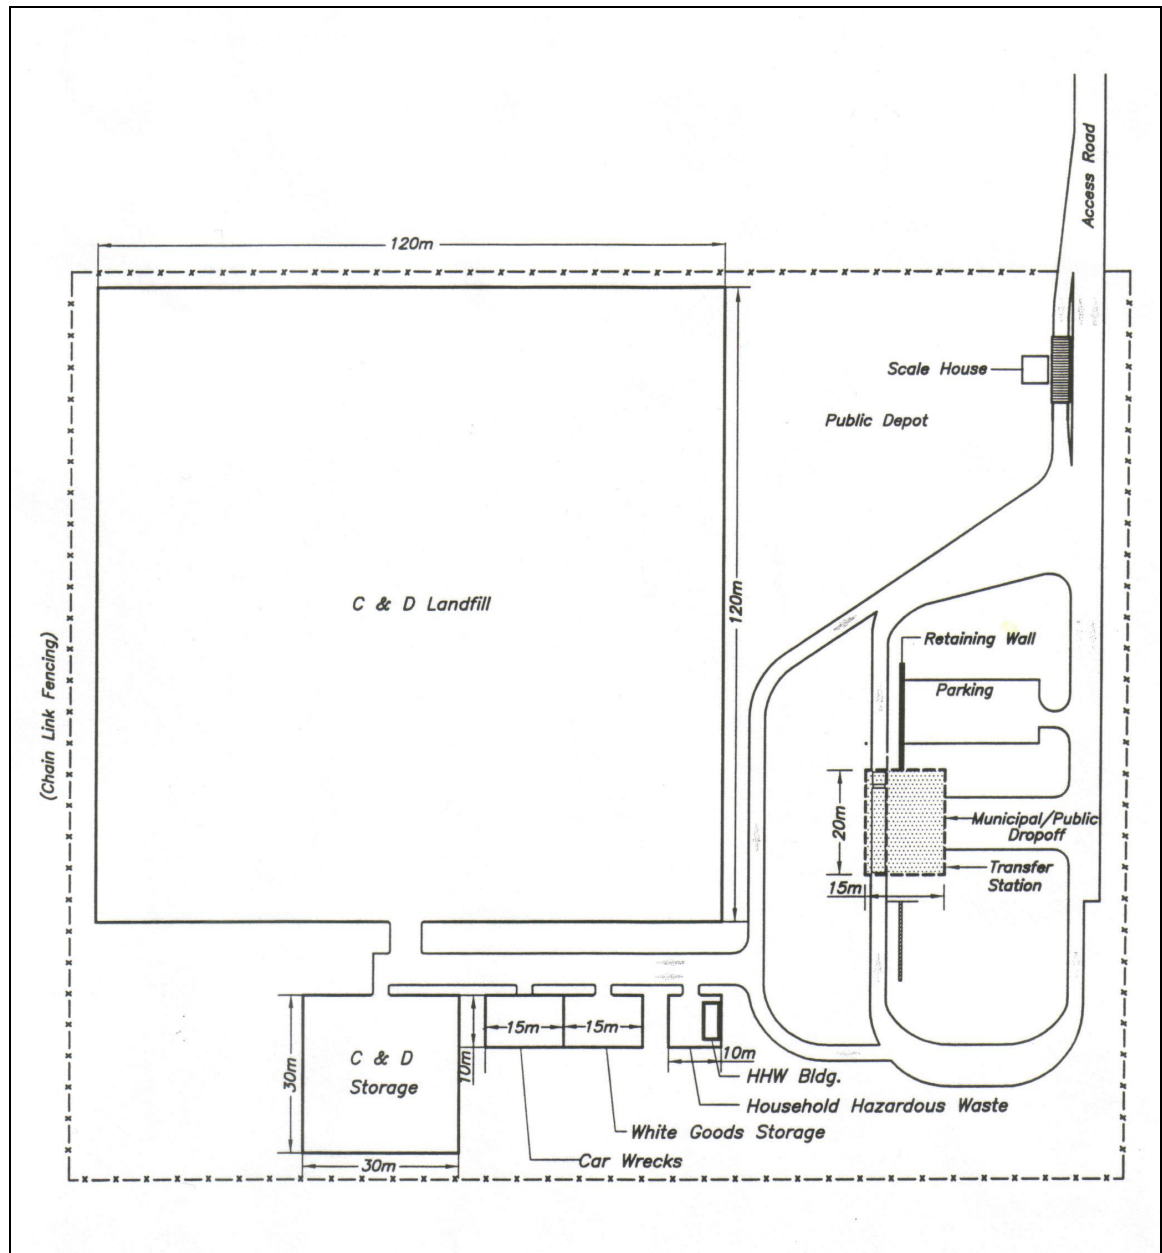 Access Road
120m
Scale House
Public Depot
C & D Landfill
120m
(Chain Link Fencing)
Retaining Wall
Parking
20m
Municipal/Public
Dropoff
Transfer
Station
15m
30m
C & D
Storage
10m
15m
15m
10m
HHW Bldg.
Household Hazardous Waste
White Goods Storage
Car Wrecks
30m